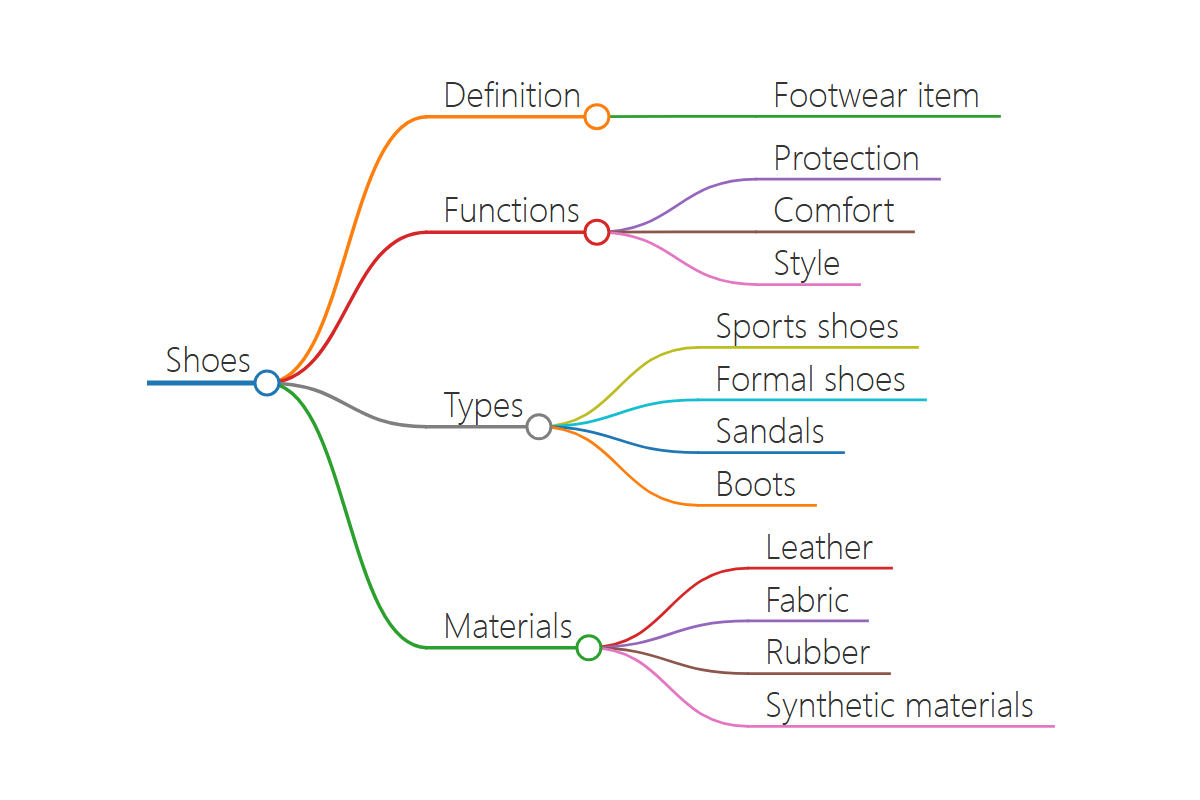 Shoes
Definition
Footwear item
Functions
Protection
Comfort
Style
Types
Sports shoes
Formal shoes
Sandals
Boots
Materials
Leather
Fabric
Rubber
Synthetic materials